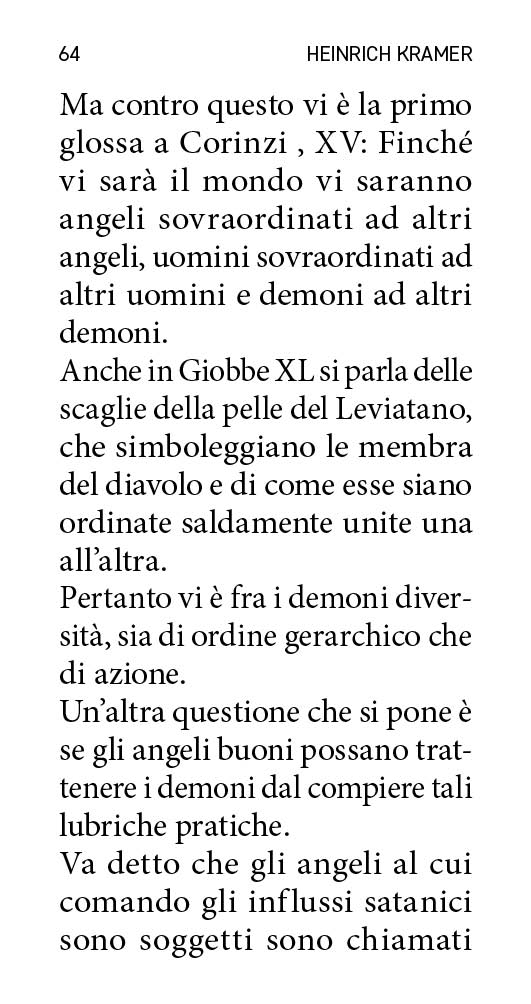 64 HEINRICH KRAMER
Ma contro questo vi è la primo
glossa a Corinzi , XV: Finché
vi sarà il mondo vi saranno
angeli sovraordinati ad altri
angeli, uomini sovraordinati ad
altri uomini e demoni ad altri
demoni.
Anche in Giobbe XL si parla delle
scaglie della pelle del Leviatano,
che simboleggiano le membra
del diavolo e di come esse siano
ordinate saldamente unite una
all’altra.
Pertanto vi è fra i demoni diver-
sità, sia di ordine gerarchico che
di azione.
Un’altra questione che si pone è
se gli angeli buoni possano trat-
tenere i demoni dal compiere tali
lubriche pratiche.
Va detto che gli angeli al cui
comando gli influssi satanici
sono soggetti sono chiamati